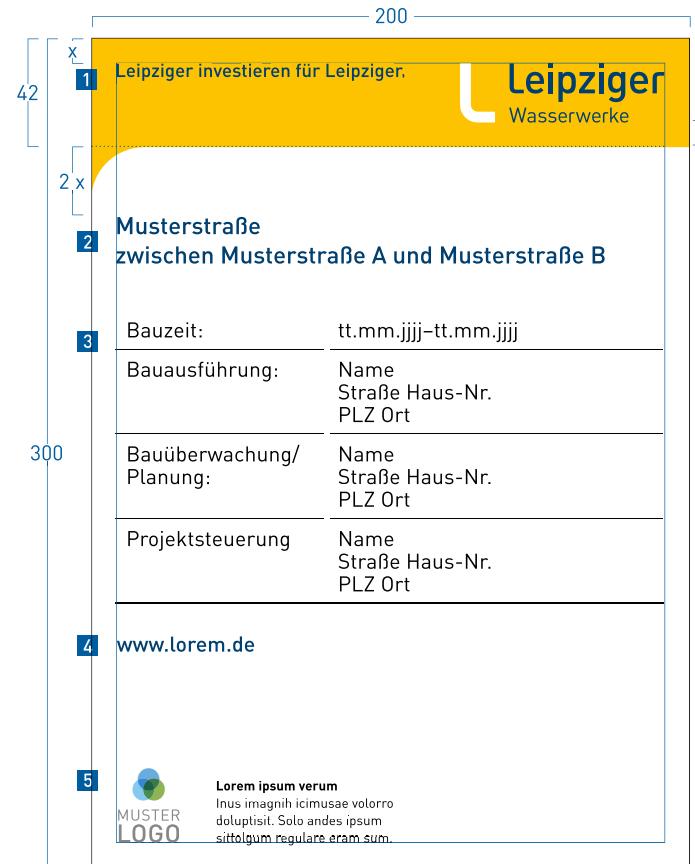 200
x
1
Leipziger investieren für Leipziger.
Leipziger
Wasserwerke
42
2 x
2
Musterstraße
zwischen Musterstraße A und Musterstraße B
3
Bauzeit: tt.mm.jjjj–tt.mm.jjjj
Bauausführung: Name
Straße Haus-Nr.
PLZ Ort
300
Bauüberwachung/ Name
Planung: Straße Haus-Nr.
PLZ Ort
Projektsteuerung Name
Straße Haus-Nr.
PLZ Ort
4
www.lorem.de
5
MUSTER
LOGO
Lorem ipsum verum
Inus imagnih icimusae volorro
doluptisit. Solo andes ipsum
sittolgum regulare eram sum.